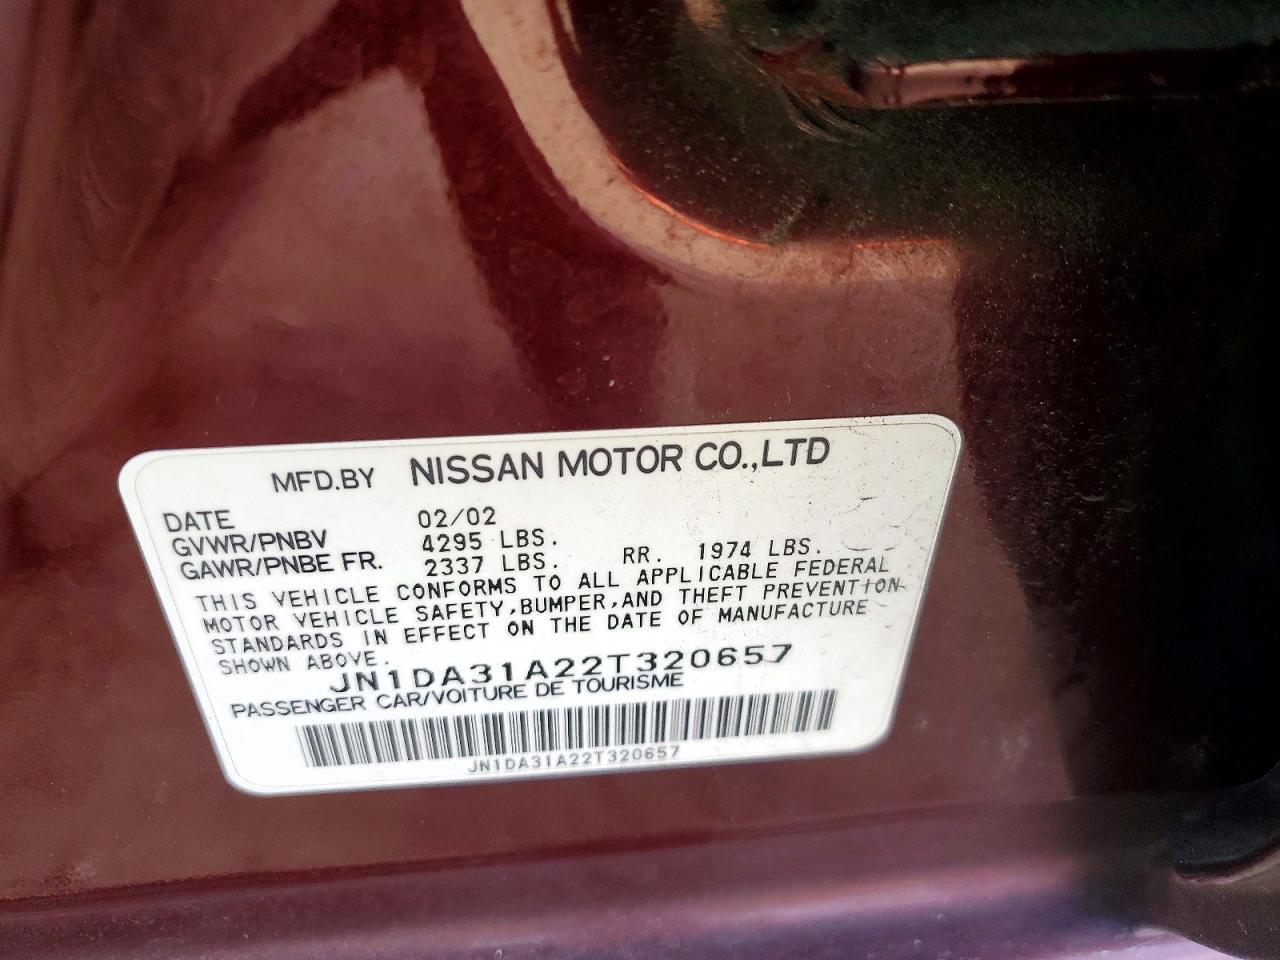 MFD.BY NISSAN MOTOR CO.,LTD
DATE 02/02
GVWR/PNBV 4295 LBS.
GAWR/PNBE FR. 2337 LBS. RR. 1974 LBS.
THIS VEHICLE CONFORMS TO ALL APPLICABLE FEDERAL
MOTOR VEHICLE SAFETY,BUMPER,AND THEFT PREVENTION
STANDARDS IN EFFECT ON THE DATE OF MANUFACTURE
SHOWN ABOVE.
JN1DA31A22T320657
PASSENGER CAR/VOITURE DE TOURISME
JN1DA31A22T320657